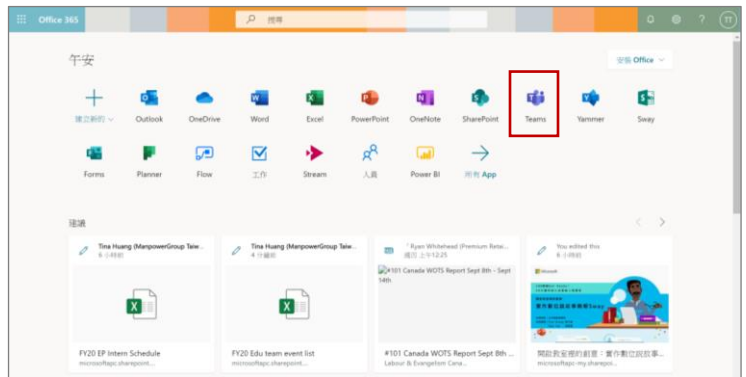 Office 365
搜尋
TT
午安
安裝 Office
建立新的
Outlook
OneDrive
Word
Excel
PowerPoint
OneNote
SharePoint
Teams
Yammer
Sway
Forms
Planner
Flow
工作
Stream
人員
Power BI
所有 App
建議
Tina Huang (ManpowerGroup Taiw...
6 小時前
Tina Huang (ManpowerGroup Taiw...
4 分鐘前
Ryan Whitehead (Premium Retai...
週四 上午12:25
You edited this
6 小時前
#101 Canada WOTS Report Sept 8th - Sept
14th
Microsoft
FY20 EP Intern Schedule
microsoftapc.sharepoint...
FY20 Edu team event list
microsoftapc.sharepoint...
#101 Canada WOTS Report Sept 8th ...
Labour & Evangelism Cana...
開啟教室裡的創意：實作數位說故事...
microsoftapc-my.sharepoi...